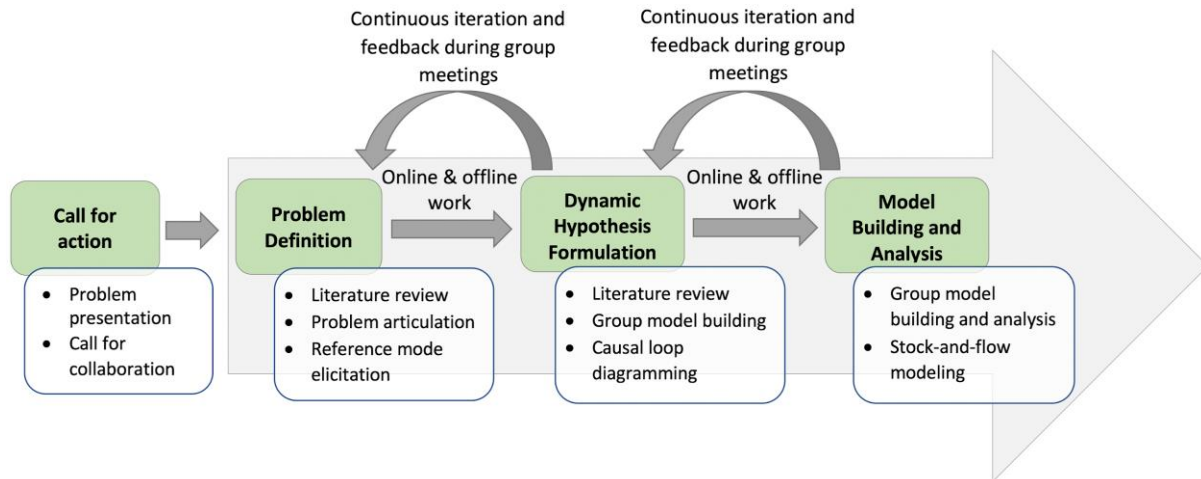 Continuous iteration and
feedback during group
meetings
Continuous iteration and
feedback during group
meetings
Call for
action
Problem
Definition
Online & offline
work
Dynamic
Hypothesis
Formulation
Online & offline
work
Model
Building and
Analysis
• Problem
presentation
• Call for
collaboration
• Literature review
• Problem articulation
• Reference mode
elicitation
• Literature review
• Group model building
• Causal loop
diagramming
• Group model
building and analysis
• Stock-and-flow
modeling